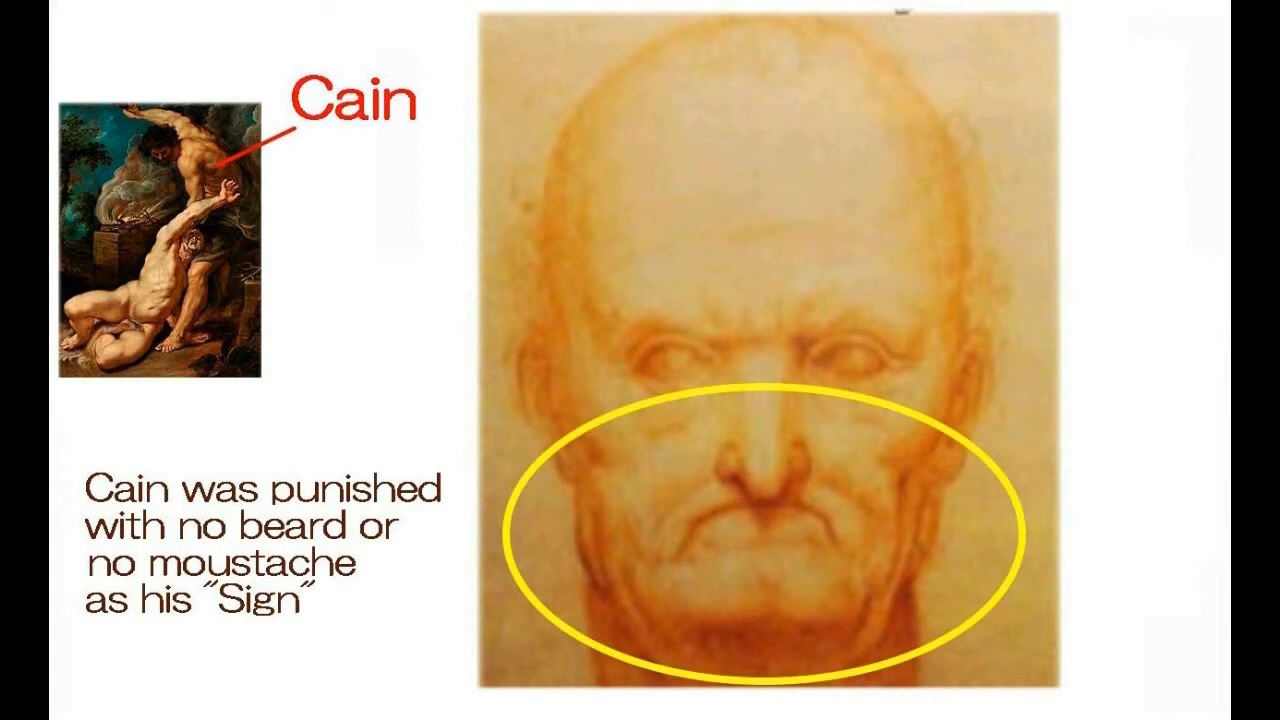 Cain
Cain was punished
with no beard or
no moustache
as his "Sign"